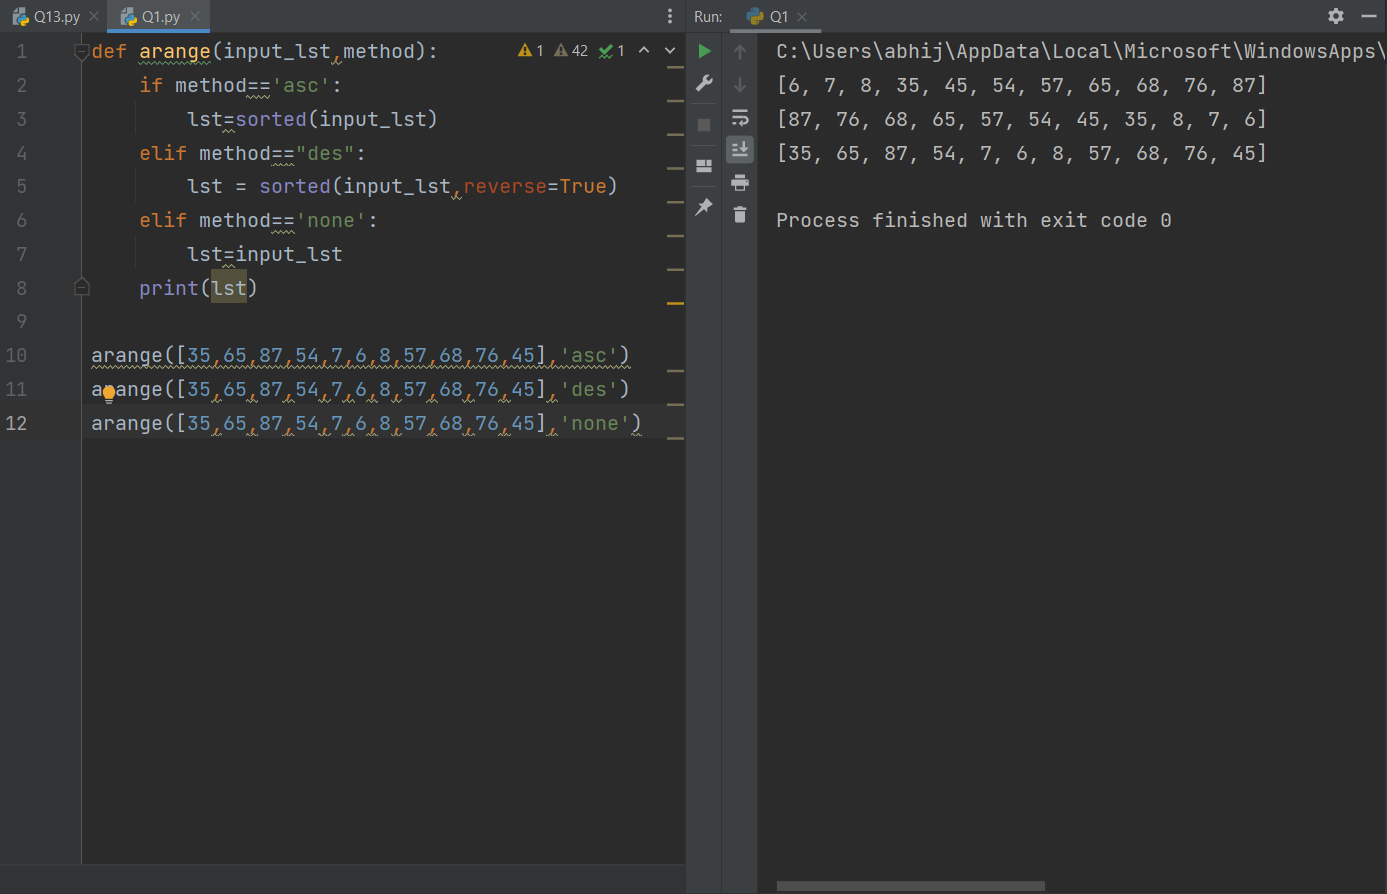 Q13.py
Q1.py
Run:
Q1
1 def arange(input_lst,method):
1 42 1
2 if method=='asc':
3 lst=sorted(input_lst)
4 elif method=="des":
5 lst = sorted(input_lst,reverse=True)
6 elif method=='none':
7 lst=input_lst
8 print(lst)
9
10 arange([35,65,87,54,7,6,8,57,68,76,45],'asc')
11 arange([35,65,87,54,7,6,8,57,68,76,45],'des')
12 arange([35,65,87,54,7,6,8,57,68,76,45],'none')
C:\Users\abhij\AppData\Local\Microsoft\WindowsApps\
[6, 7, 8, 35, 45, 54, 57, 65, 68, 76, 87]
[87, 76, 68, 65, 57, 54, 45, 35, 8, 7, 6]
[35, 65, 87, 54, 7, 6, 8, 57, 68, 76, 45]
Process finished with exit code 0